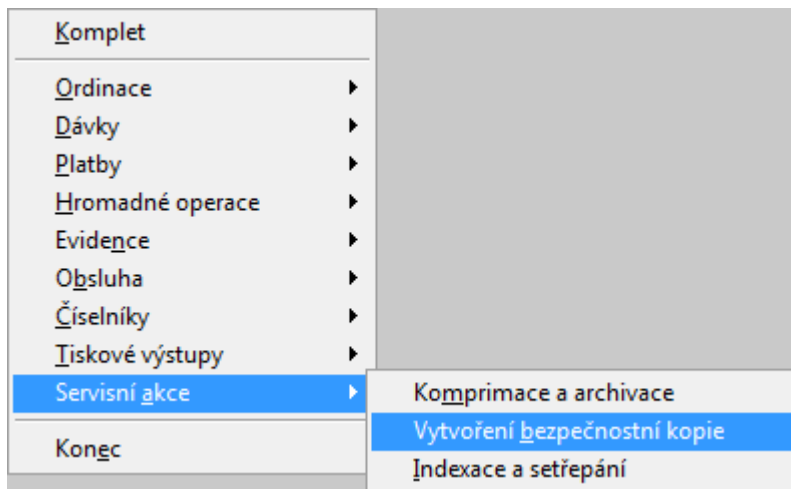 Komplet
Ordinace
Dávky
Platby
Hromadné operace
Evidence
Obsluha
Číselníky
Tiskové výstupy
Servisní akce
Konec
Komprimace a archivace
Vytvoření bezpečnostní kopie
Indexace a setřepání